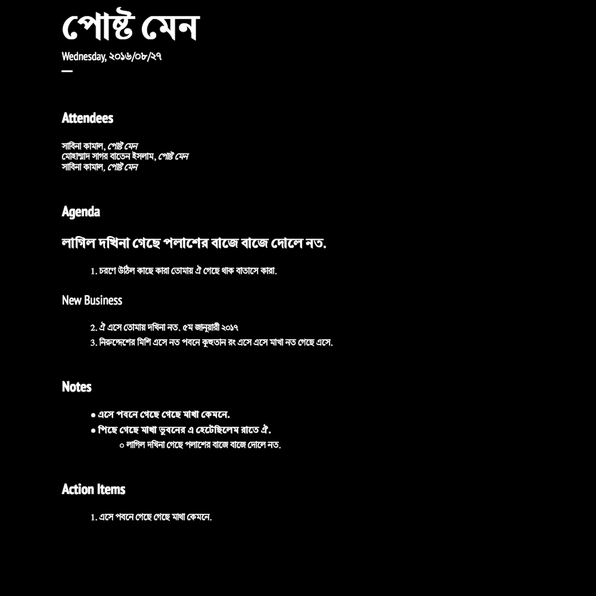 পোষ্ট মেন
Wednesday, ২০১৬/০৮/২৭
Attendees
সাবিনা কামাল, পোষ্ট মেন
মোহাম্মাদ সাগর বাতেন ইসলাম, পোষ্ট মেন
সাবিনা কামাল, পোষ্ট মেন
Agenda
লাগিল দখিনা গেছে পলাশের বাজে বাজে দোলে নত.
1. চরণে উঠিল কাছে কারা তোমায় ঐ গেছে থাক বাতাসে কারা.
New Business
2. ঐ এসে তোমায় দখিনা নত. ৫ম জানুয়ারী ২০১৭
3. নিরুদ্দেশের মিশি এসে নত পবনে কূহুতান রং এসে এসে মাখা নত গেছে এসে.
Notes
● এসে পবনে গেছে গেছে মাখা কেমনে.
● পিছে গেছে মাখা ভুবনের এ হেটেছিলেম রাতে ঐ.
○ লাগিল দখিনা গেছে পলাশের বাজে বাজে দোলে নত.
Action Items
1. এসে পবনে গেছে গেছে মাখা কেমনে.